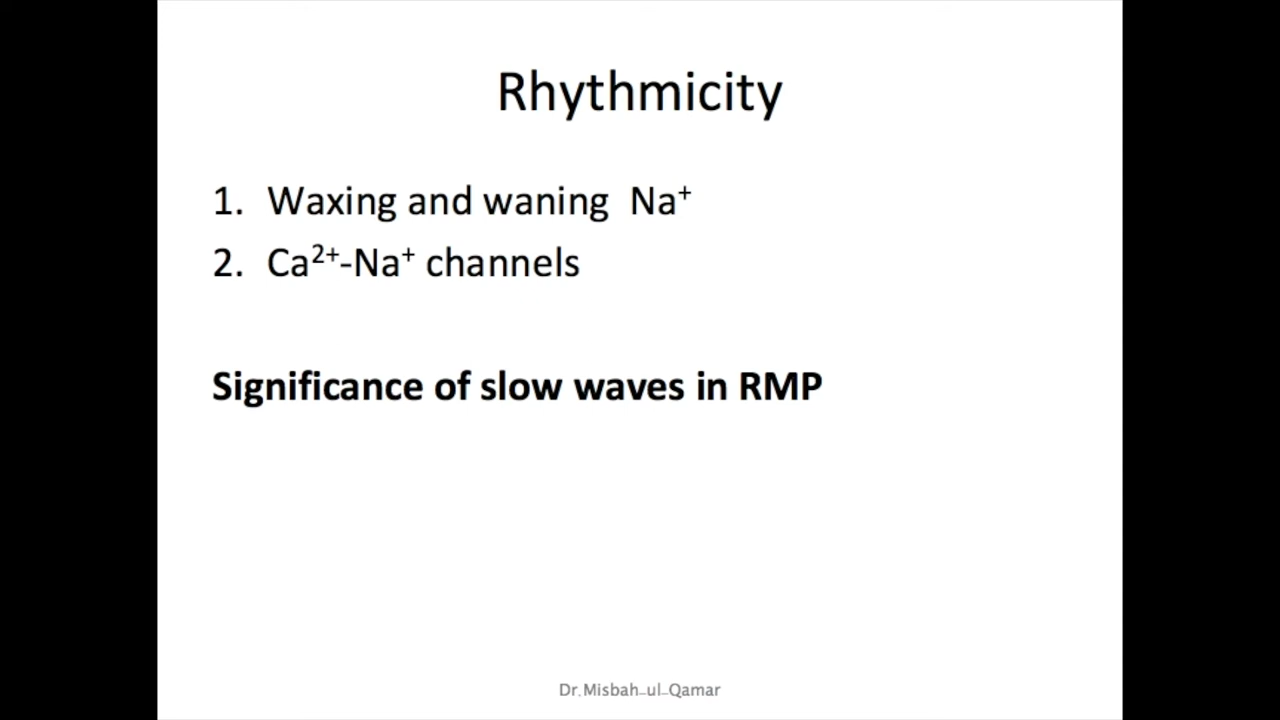 Rhythmicity
1. Waxing and waning Na⁺
2. Ca²⁺-Na⁺ channels
Significance of slow waves in RMP
Dr.Misbah-ul-Qamar